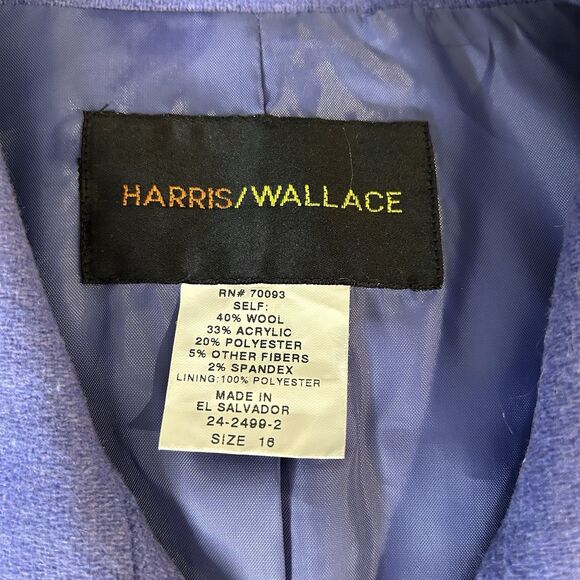 HARRIS/WALLACE
RN# 70093
SELF:
40% WOOL
33% ACRYLIC
20% POLYESTER
5% OTHER FIBERS
2% SPANDEX
LINING:100% POLYESTER
MADE IN
EL SALVADOR
24-2499-2
SIZE 16